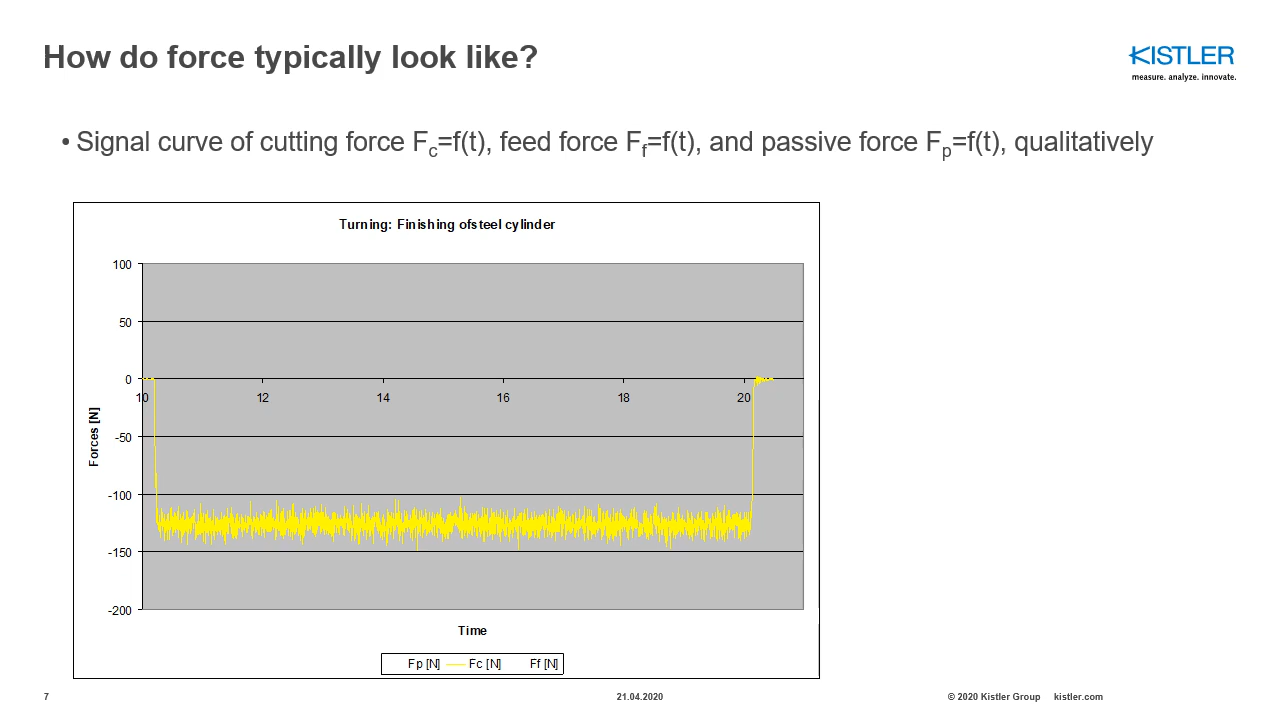 How do force typically look like?
KISTLER
measure. analyze. innovate.
• Signal curve of cutting force Fc=f(t), feed force Ff=f(t), and passive force Fp=f(t), qualitatively
Turning: Finishing ofsteel cylinder
100
50
0
-50
-100
-150
-200
10 12 14 16 18 20
Forces [N]
Time
Fp [N] Fc [N] Ff [N]
7 21.04.2020 © 2020 Kistler Group kistler.com